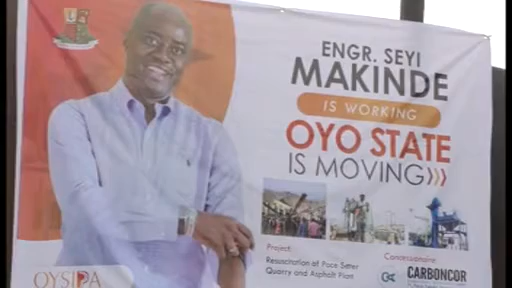 ENGR. SEYI
MAKINDE
IS WORKING
OYO STATE
IS MOVING
Project:
Resuscitation of Pace Setter
Quarry and Asphalt Plan
Concessionaire:
CARBONCOR
OYSIPA